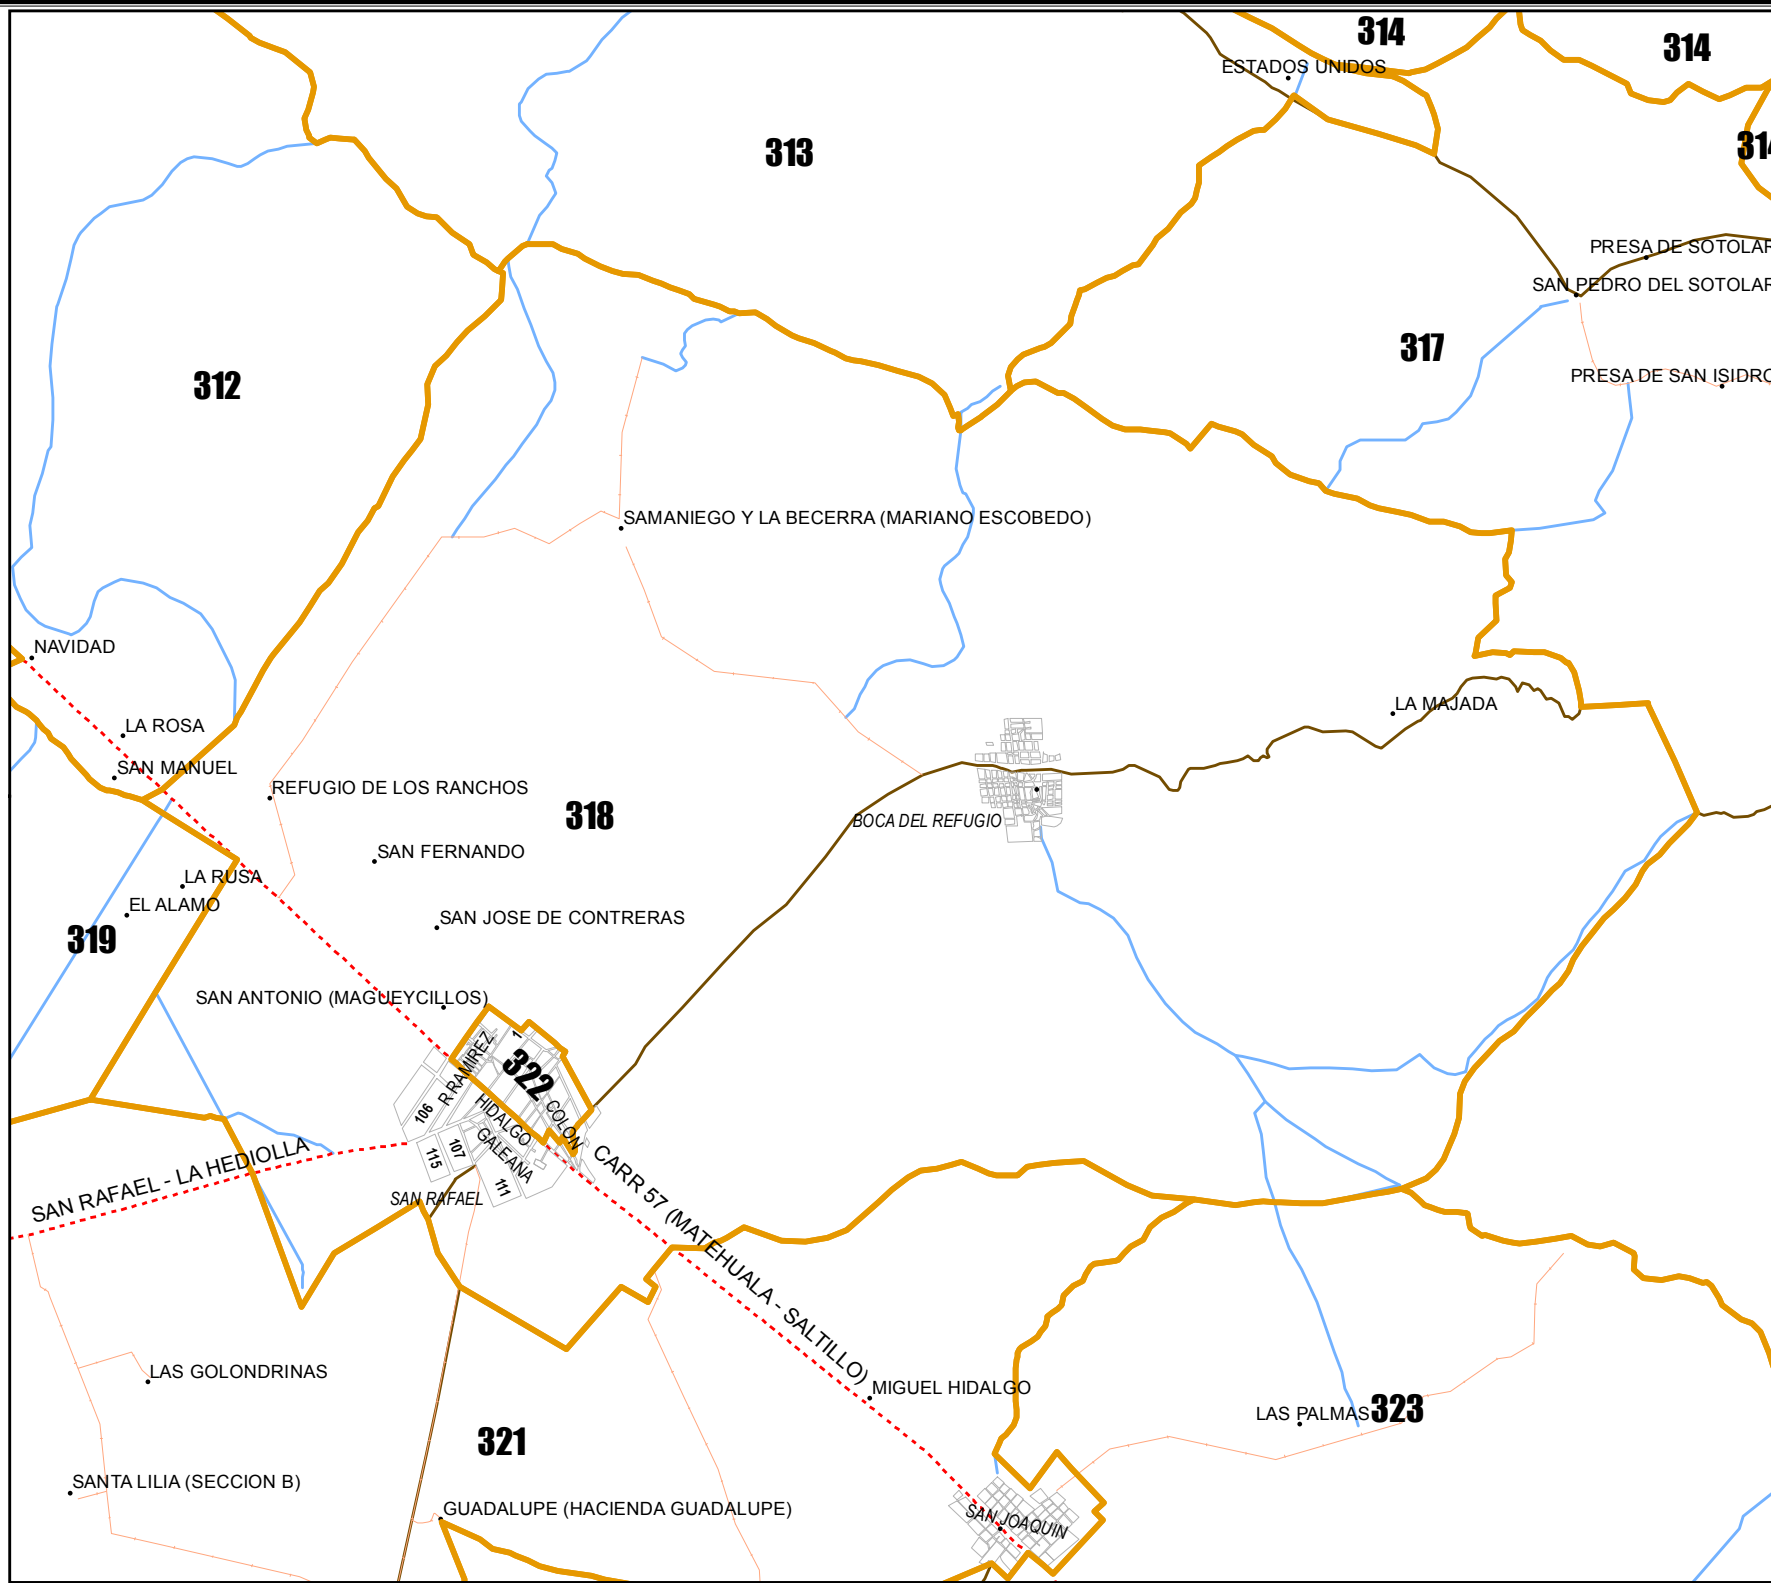 314
314
ESTADOS UNIDOS
313
314
PRESA DE SOTOLAR
SAN PEDRO DEL SOTOLAR
317
PRESA DE SAN ISIDRO
312
SAMANIEGO Y LA BECERRA (MARIANO ESCOBEDO)
NAVIDAD
LA MAJADA
LA ROSA
SAN MANUEL
REFUGIO DE LOS RANCHOS
318
BOCA DEL REFUGIO
SAN FERNANDO
LA RUSA
EL ALAMO
SAN JOSE DE CONTRERAS
319
SAN ANTONIO (MAGUEYCILLOS)
1
R RAMIREZ
322
106
HIDALGO
COLON
GALEANA
107
115
111
SAN RAFAEL - LA HEDIOLLA
SAN RAFAEL
CARR 57 (MATEHUALA - SALTILLO)
LAS GOLONDRINAS
MIGUEL HIDALGO
LAS PALMAS
323
321
SANTA LILIA (SECCION B)
GUADALUPE (HACIENDA GUADALUPE)
SAN JOAQUIN